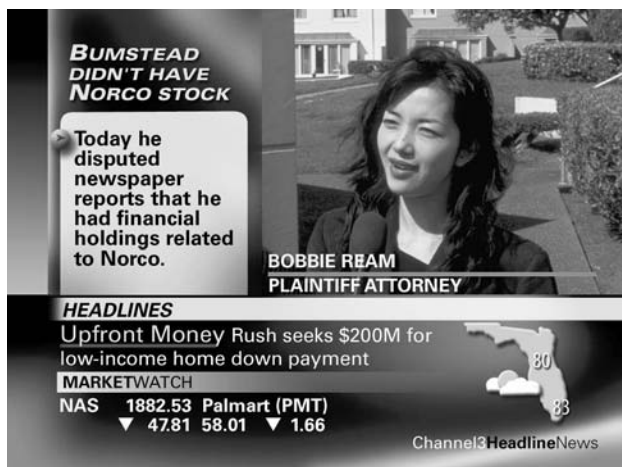 BUMSTEAD
DIDN'T HAVE
NORCO STOCK
Today he
disputed
newspaper
reports that he
had financial
holdings related
to Norco.
BOBBIE REAM
PLAINTIFF ATTORNEY
HEADLINES
Upfront Money Rush seeks $200M for
low-income home down payment
MARKETWATCH
NAS 1882.53 Palmart (PMT)
▼ 47.81 58.01 ▼ 1.66
80
83
Channel3HeadlineNews